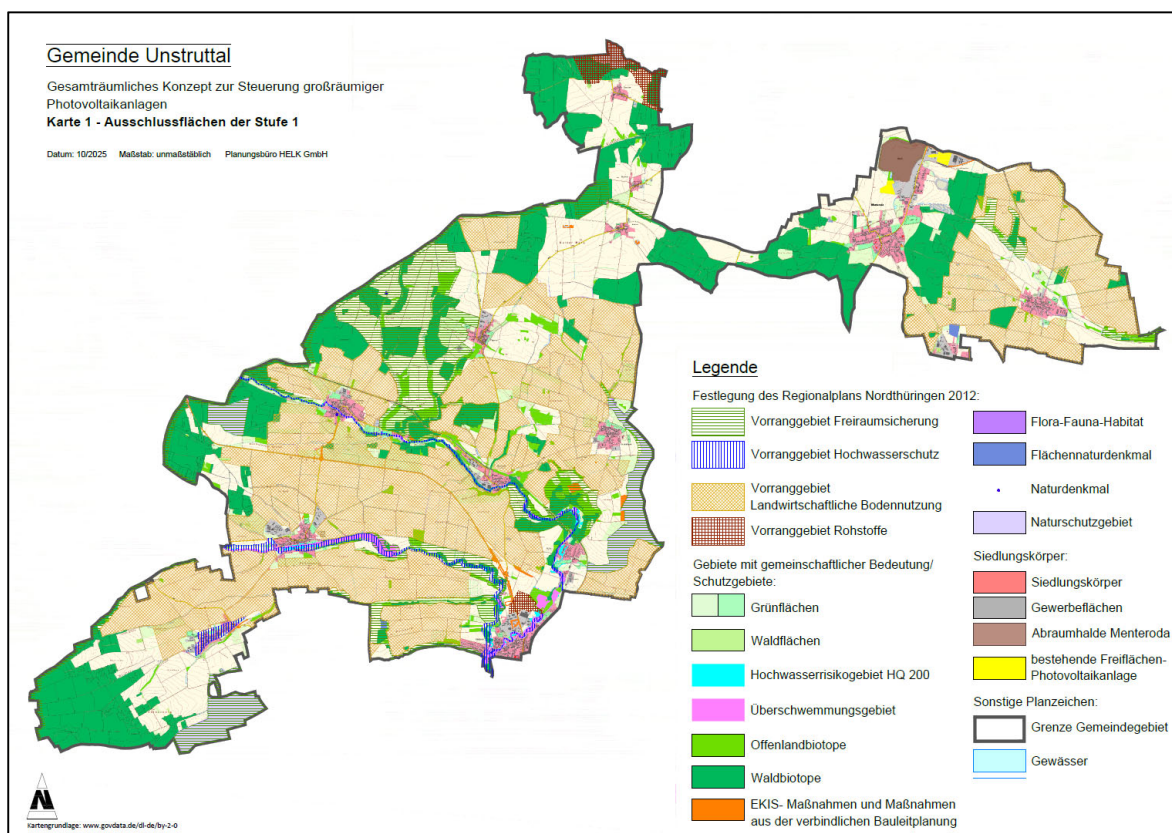 Gemeinde Unstruttal
Gesamträumliches Konzept zur Steuerung großräumiger
Photovoltaikanlagen
Karte 1 - Ausschlussflächen der Stufe 1
Datum: 10/2025 Maßstab: unmaßstäblich Planungsbüro HELK GmbH
Legende
Festlegung des Regionalplans Nordthüringen 2012:
Vorranggebiet Freiraumsicherung
Vorranggebiet Hochwasserschutz
Vorranggebiet
Landwirtschaftliche Bodennutzung
Vorranggebiet Rohstoffe
Gebiete mit gemeinschaftlicher Bedeutung/
Schutzgebiete:
Grünflächen
Waldflächen
Hochwasserrisikogebiet HQ 200
Überschwemmungsgebiet
Offenlandbiotope
Waldbiotope
EKIS- Maßnahmen und Maßnahmen
aus der verbindlichen Bauleitplanung
Flora-Fauna-Habitat
Flächennaturdenkmal
Naturdenkmal
Naturschutzgebiet
Siedlungskörper:
Siedlungskörper
Gewerbeflächen
Abraumhalde Menteroda
bestehende Freiflächen-
Photovoltaikanlage
Sonstige Planzeichen:
Grenze Gemeindegebiet
Gewässer
N
Kartengrundlage: www.govdata.de/dl-de/by-2-0